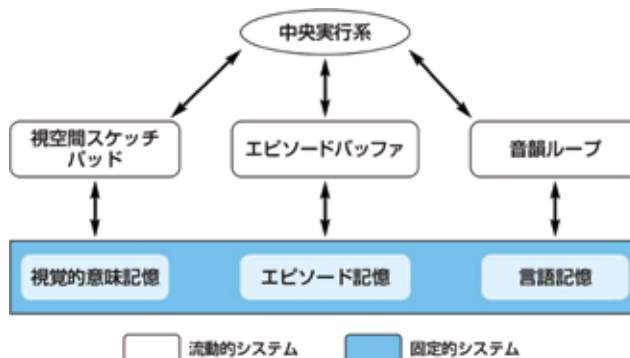 中央実行系
視空間スケッチ
パッド
エピソードバッファ
音韻ループ
視覚的意味記憶
エピソード記憶
言語記憶
流動的システム
固定的システム